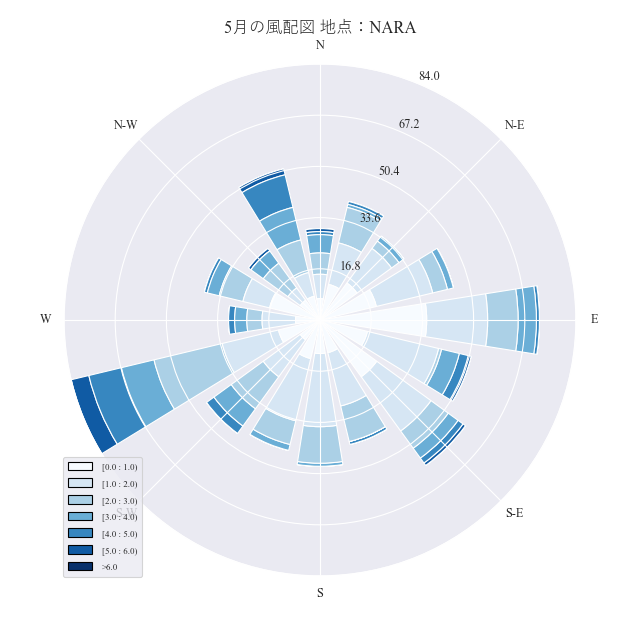 5月の風配図 地点：NARA
N
84.0
N-W
67.2
N-E
50.4
33.6
16.8
W
E
[0.0 : 1.0)
[1.0 : 2.0)
[2.0 : 3.0)
[3.0 : 4.0)
[4.0 : 5.0)
[5.0 : 6.0)
>6.0
S-W
S-E
S